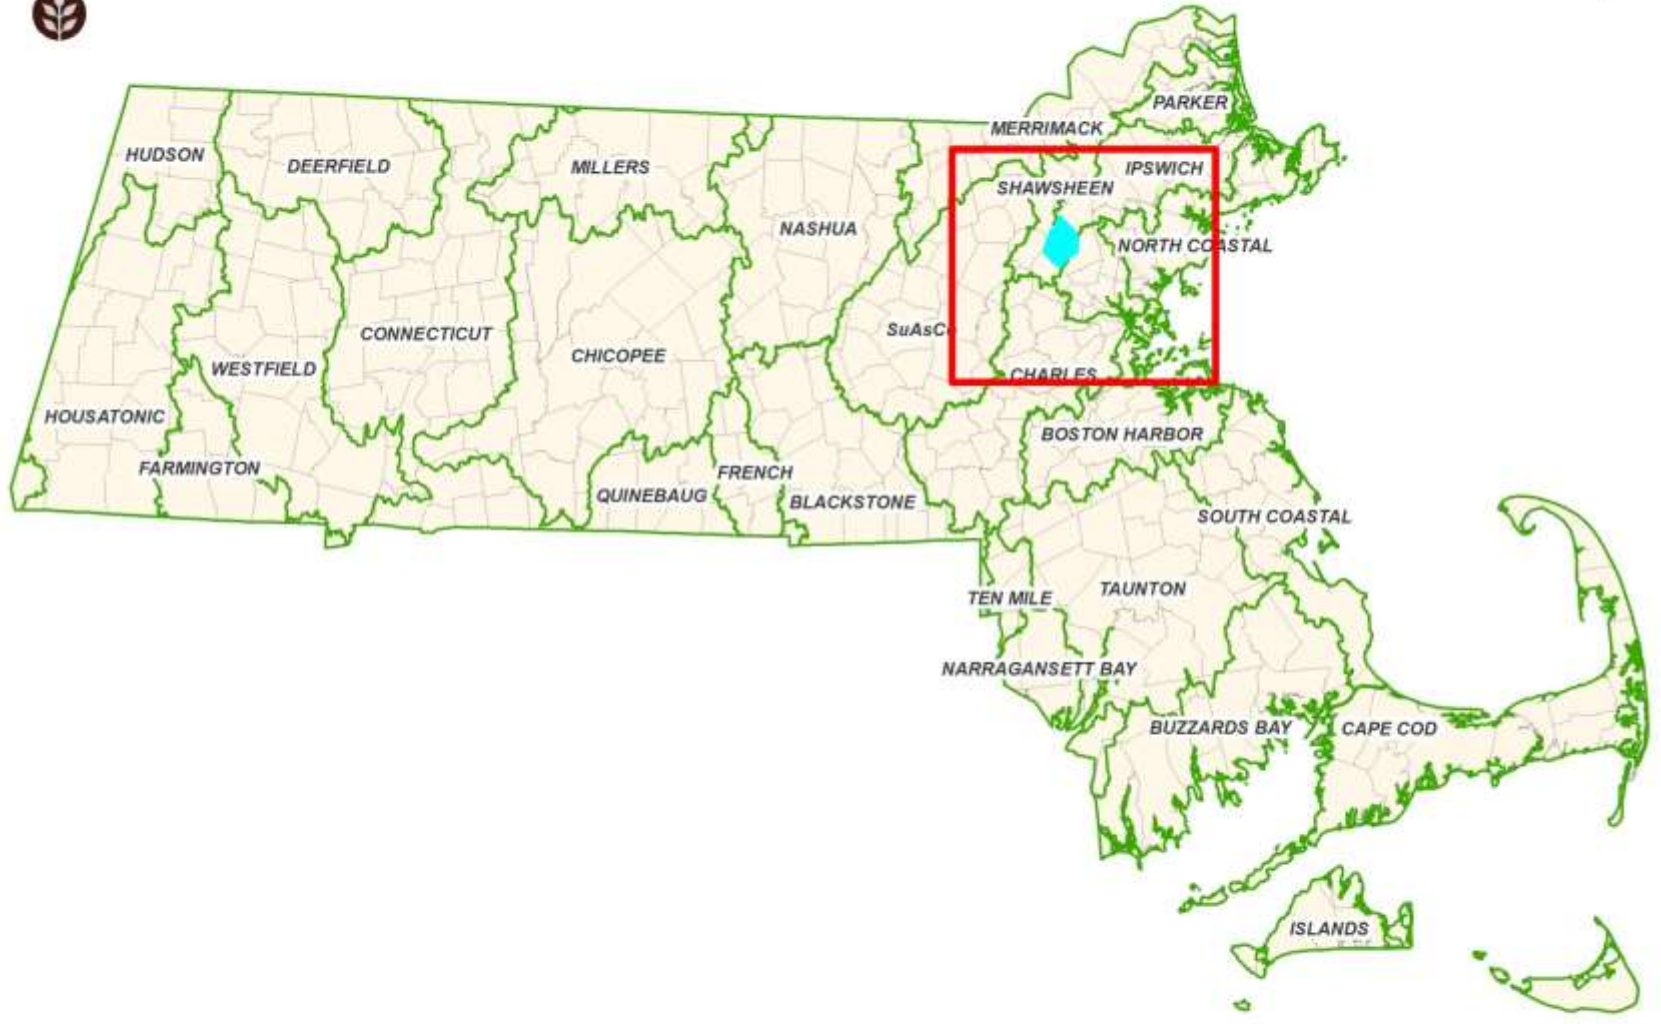 PARKER
MERRIMACK
HUDSON
DEERFIELD
MILLERS
IPSWICH
SHAWSHEEN
NASHUA
NORTH COASTAL
SuAsCo
CONNECTICUT
CHICOPEE
WESTFIELD
CHARLES
HOUSATONIC
BOSTON HARBOR
FARMINGTON
FRENCH
QUINEBAUG
BLACKSTONE
SOUTH COASTAL
TEN MILE
TAUNTON
NARRAGANSETT BAY
BUZZARDS BAY
CAPE COD
ISLANDS